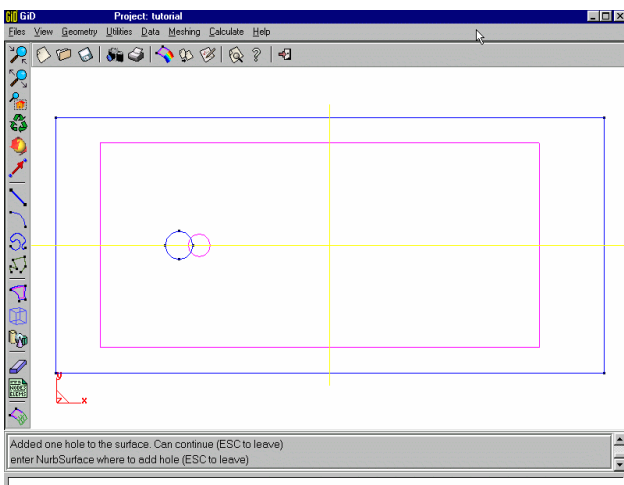 GiD GiD Project: tutorial
Files View Geometry Utilities Data Meshing Calculate Help
y
z x
Added one hole to the surface. Can continue (ESC to leave)
enter NurbSurface where to add hole (ESC to leave)